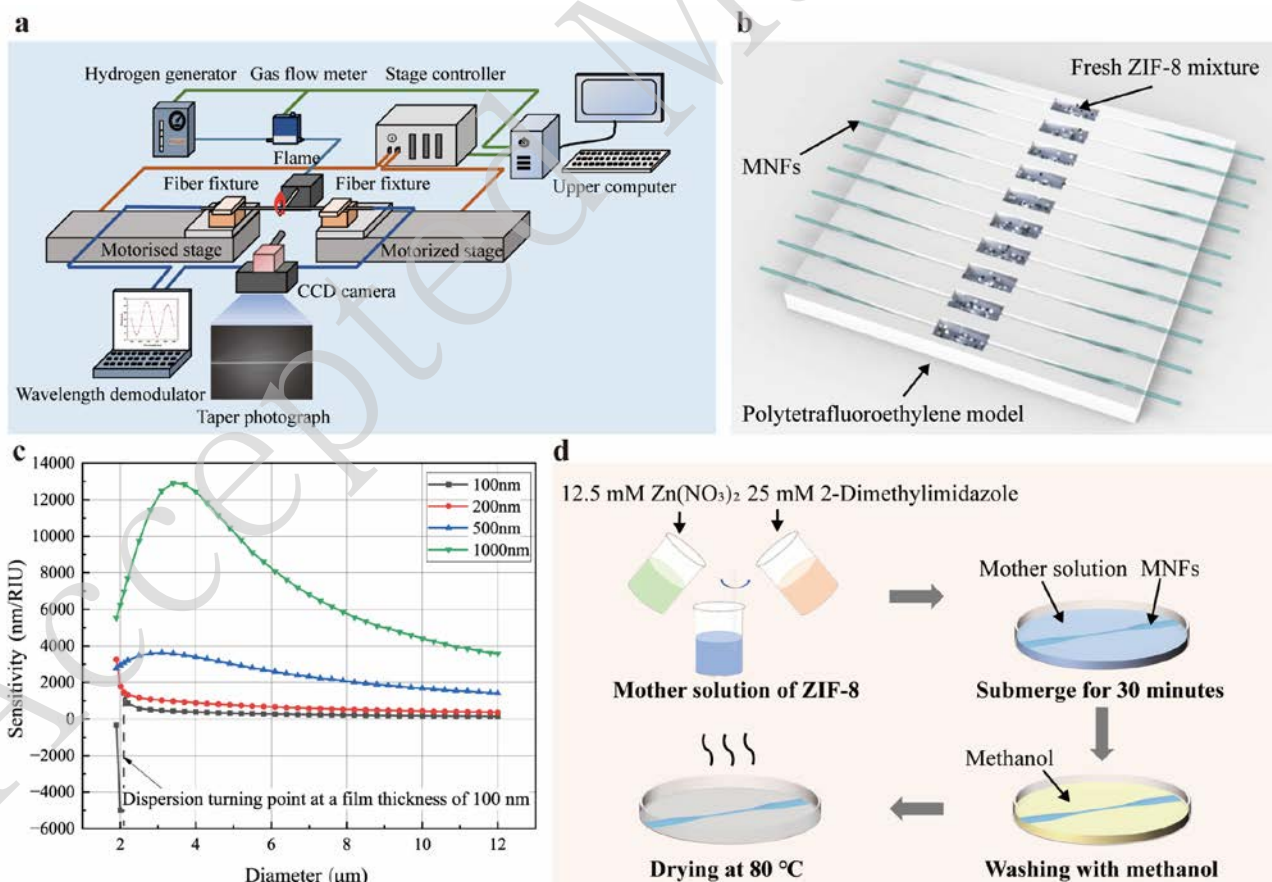 a
Hydrogen generator
Gas flow meter
Stage controller
Flame
Fiber fixture
Fiber fixture
Upper computer
Motorised stage
Motorized stage
CCD camera
Wavelength demodulator
Taper photograph
b
Fresh ZIF-8 mixture
MNFs
Polytetrafluoroethylene model
c
14000
12000
10000
8000
6000
4000
2000
0
−2000
−4000
−6000
Sensitivity (nm/RIU)
100nm
200nm
500nm
1000nm
Dispersion turning point at a film thickness of 100 nm
2 4 6 8 10 12
Diameter (μm)
d
12.5 mM Zn(NO₃)₂ 25 mM 2-Dimethylimidazole
Mother solution of ZIF-8
Mother solution
MNFs
Submerge for 30 minutes
Methanol
Washing with methanol
Drying at 80 ℃
Accepted M